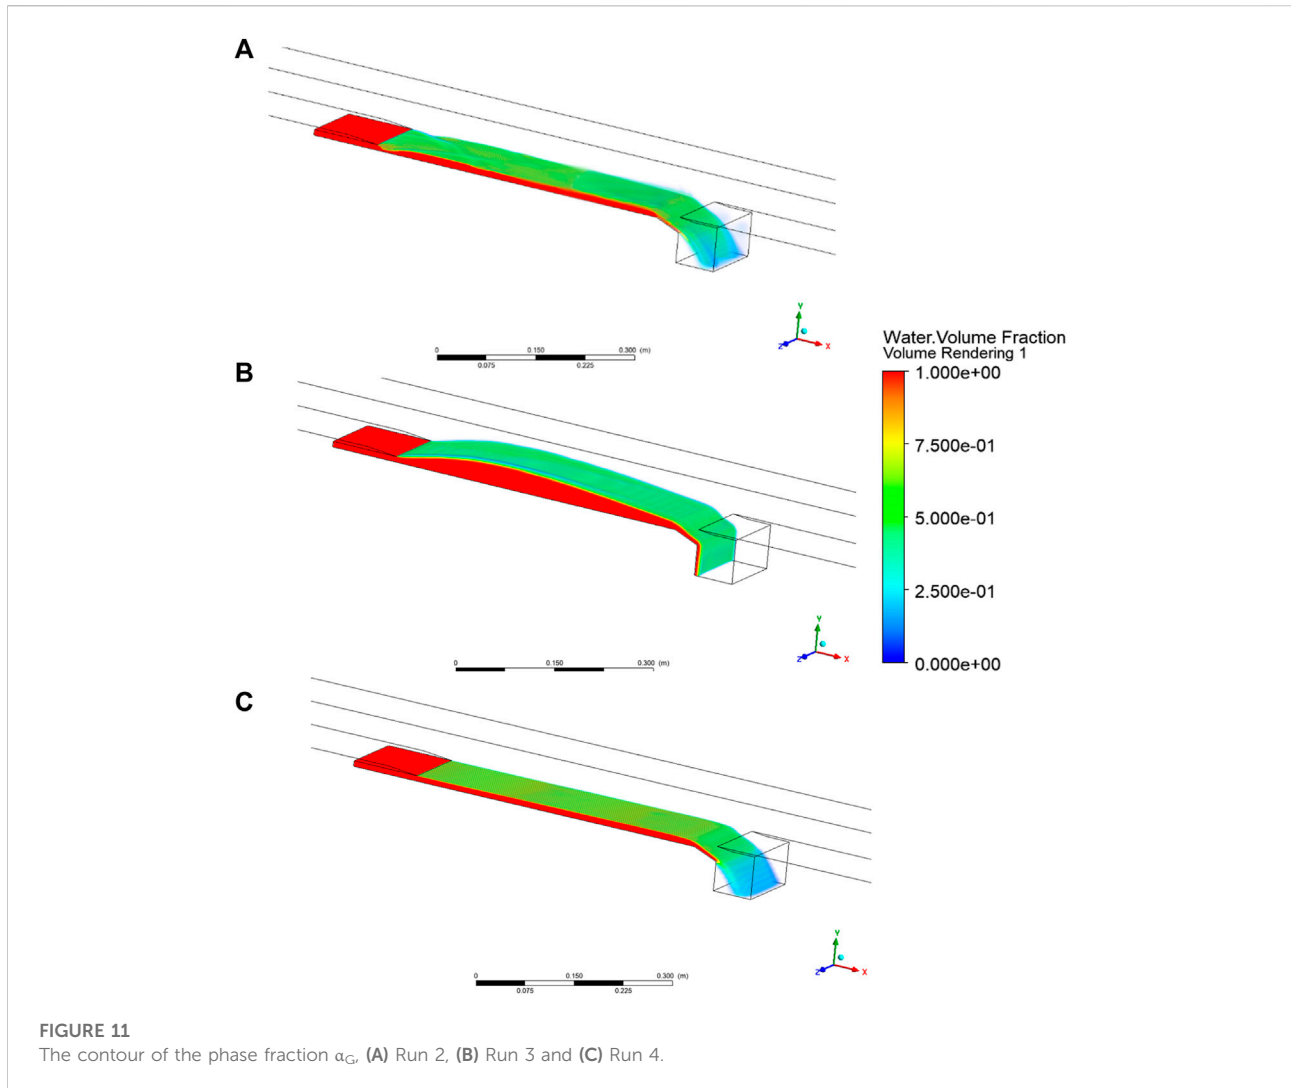 A
Y
Z
X
0
0.150
0.300
(m)
0.075
0.225
Water.Volume Fraction
Volume Rendering 1
1.000e+00
7.500e-01
5.000e-01
2.500e-01
0.000e+00
B
Y
Z
X
0
0.150
0.300
(m)
C
Y
Z
X
0
0.150
0.300
(m)
0.075
0.225
FIGURE 11
The contour of the phase fraction αG, (A) Run 2, (B) Run 3 and (C) Run 4.